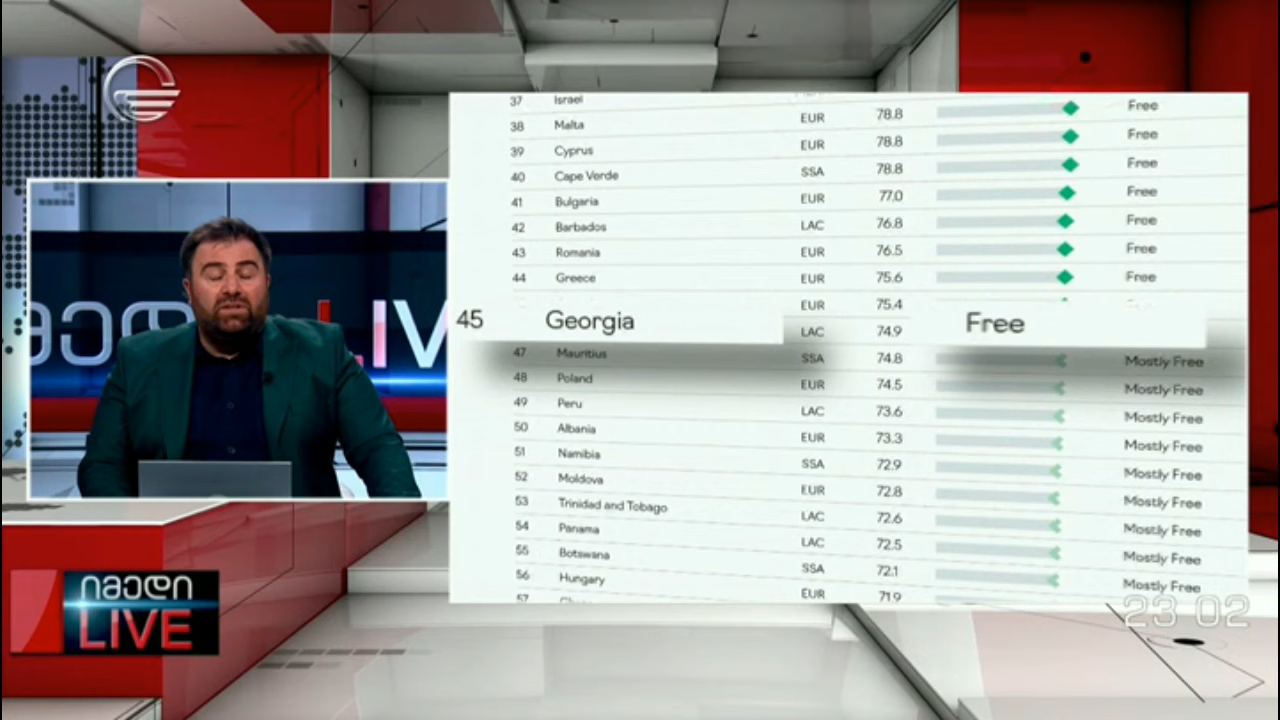 იმედი LIVE
37 Israel
38 Malta EUR 78.8 Free
39 Cyprus EUR 78.8 Free
40 Cape Verde SSA 78.8 Free
41 Bulgaria EUR 77.0 Free
42 Barbados LAC 76.8 Free
43 Romania EUR 76.5 Free
44 Greece EUR 75.6 Free
EUR 75.4
45 Georgia Free
LAC 74.9
47 Mauritius SSA 74.8 Mostly Free
48 Poland EUR 74.5 Mostly Free
49 Peru LAC 73.6 Mostly Free
50 Albania EUR 73.3 Mostly Free
51 Namibia SSA 72.9 Mostly Free
52 Moldova EUR 72.8 Mostly Free
53 Trinidad and Tobago LAC 72.6 Mostly Free
54 Panama LAC 72.5 Mostly Free
55 Botswana SSA 72.1 Mostly Free
56 Hungary EUR 71.9
57
იმედი
LIVE
23 02